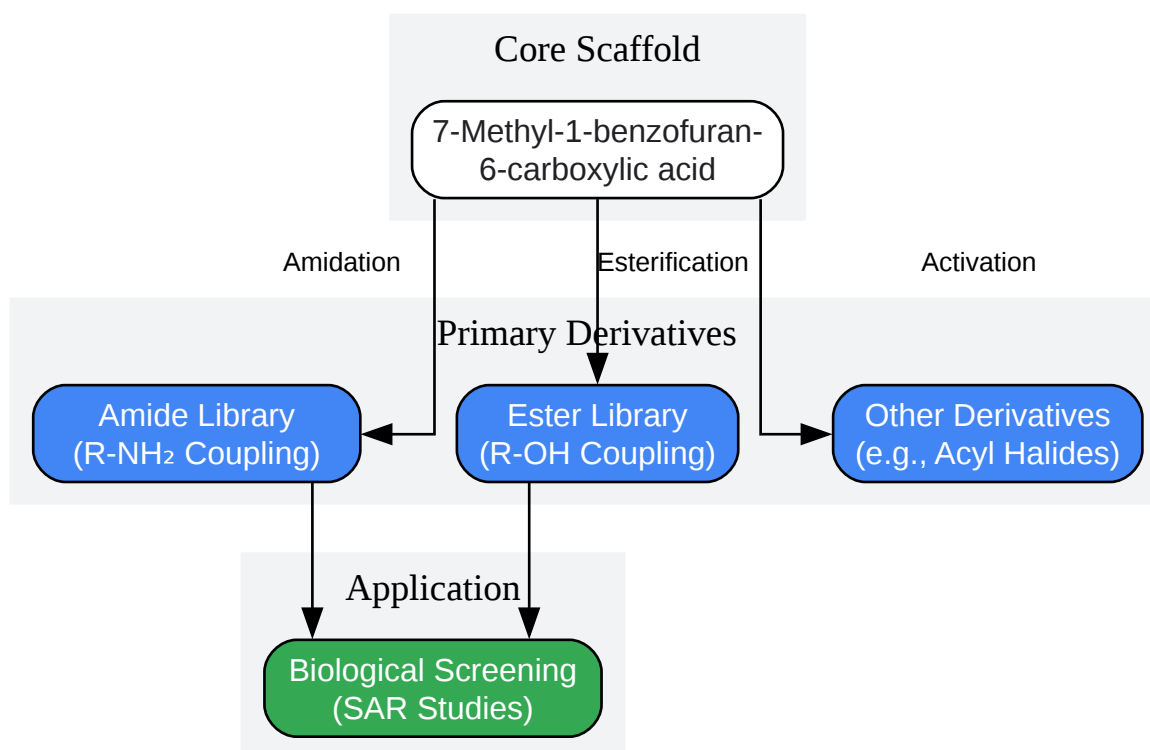 Core Scaffold
7-Methyl-1-benzofuran-
6-carboxylic acid
Amidation
Esterification
Activation
Primary Derivatives
Amide Library
(R-NH₂ Coupling)
Ester Library
(R-OH Coupling)
Other Derivatives
(e.g., Acyl Halides)
Application
Biological Screening
(SAR Studies)